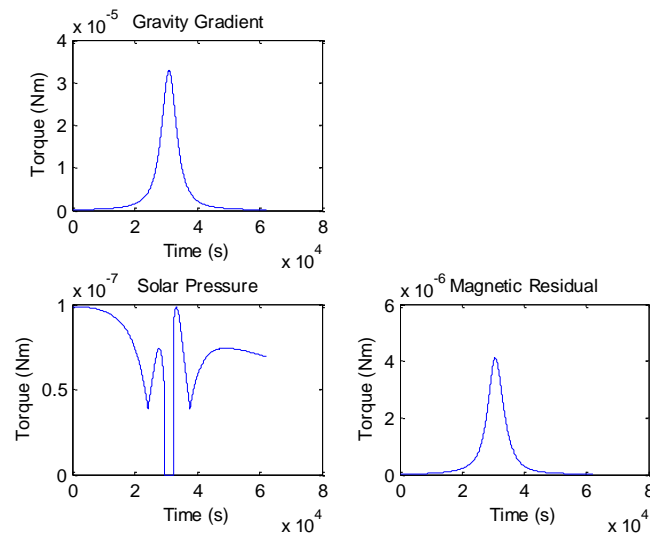 x 10^-5
Gravity Gradient
Torque (Nm)
4
3
2
1
0
0 2 4 6 8
Time (s)
x 10^4
x 10^-7
Solar Pressure
Torque (Nm)
1
0.5
0
0 2 4 6 8
Time (s)
x 10^4
x 10^-6
Magnetic Residual
Torque (Nm)
6
4
2
0
0 2 4 6 8
Time (s)
x 10^4